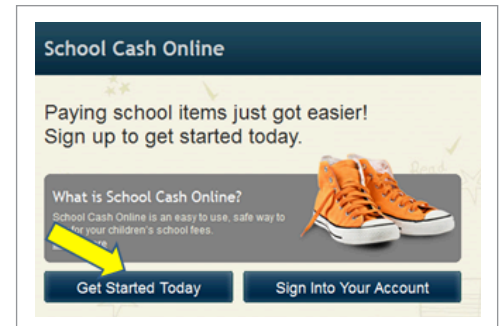 School Cash Online
Paying school items just got easier!
Sign up to get started today.
What is School Cash Online?
School Cash Online is an easy to use, safe way to
for your children's school fees.
Get Started Today
Sign Into Your Account